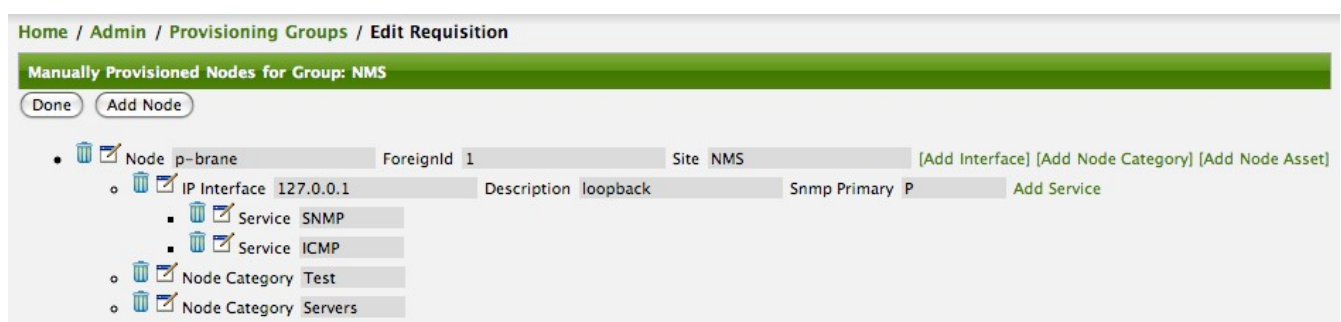 Home / Admin / Provisioning Groups / Edit Requisition
Manually Provisioned Nodes for Group: NMS
Done Add Node
Node p-brane ForeignId 1 Site NMS [Add Interface] [Add Node Category] [Add Node Asset]
IP Interface 127.0.0.1 Description loopback Snmp Primary P Add Service
Service SNMP
Service ICMP
Node Category Test
Node Category Servers